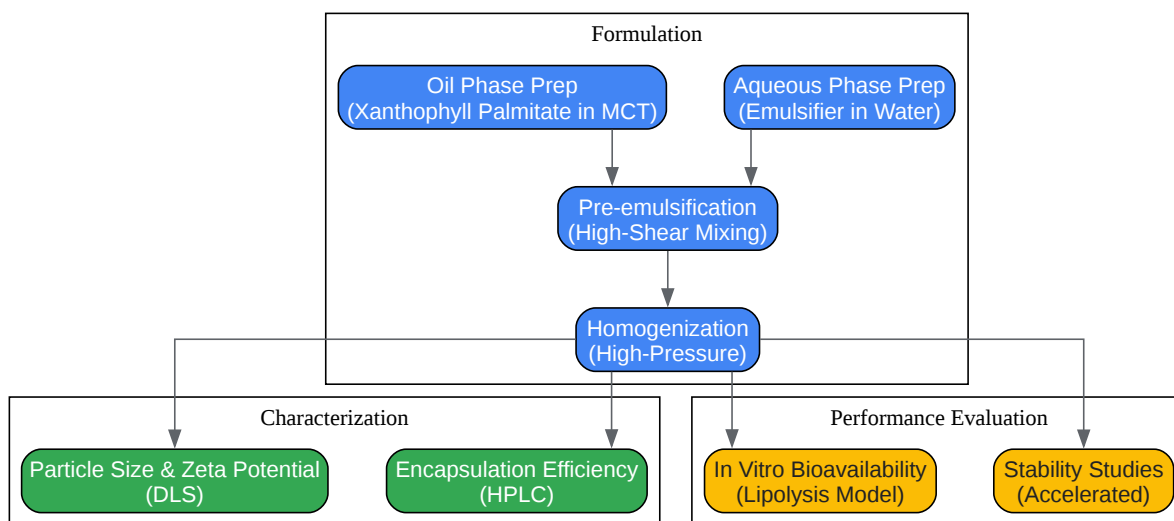 Formulation
Oil Phase Prep
(Xanthophyll Palmitate in MCT)
Aqueous Phase Prep
(Emulsifier in Water)
Pre-emulsification
(High-Shear Mixing)
Homogenization
(High-Pressure)
Characterization
Particle Size & Zeta Potential
(DLS)
Encapsulation Efficiency
(HPLC)
Performance Evaluation
In Vitro Bioavailability
(Lipolysis Model)
Stability Studies
(Accelerated)